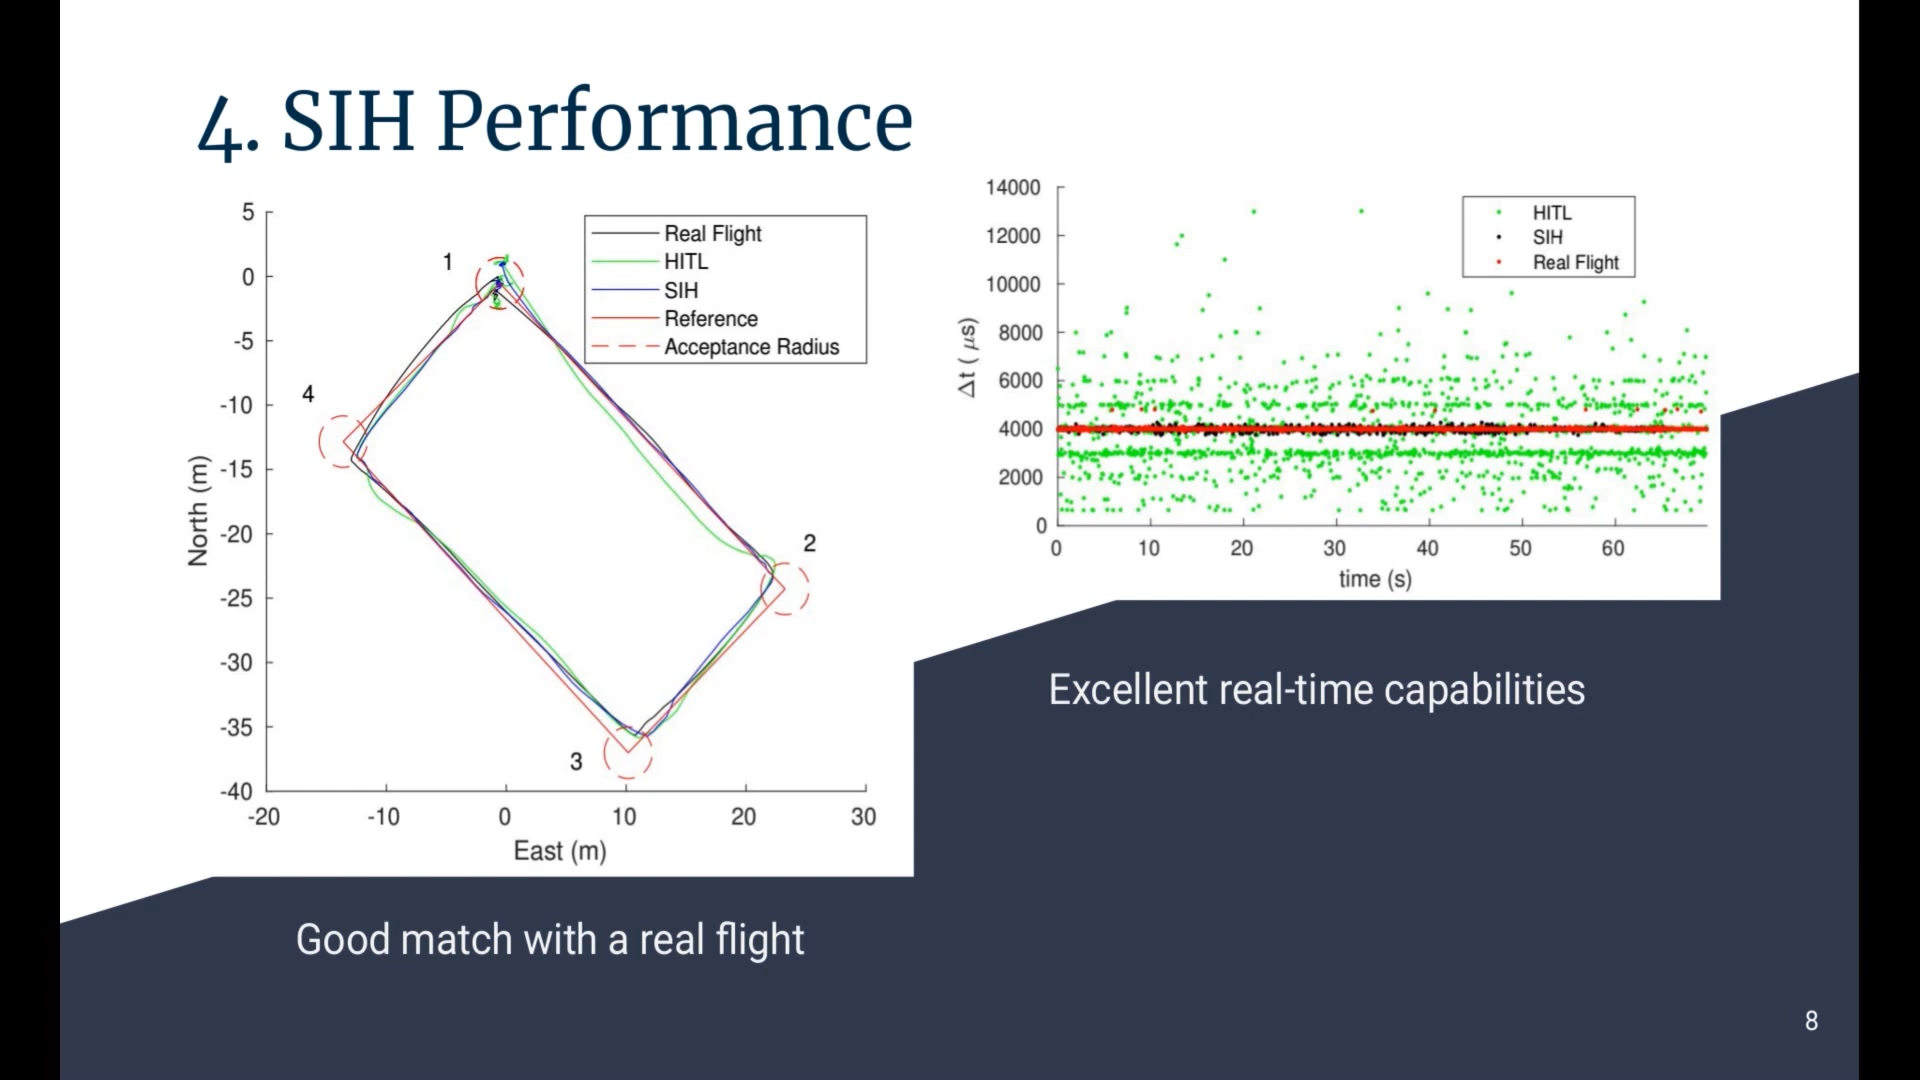 4. SIH Performance
5
0
-5
-10
-15
-20
-25
-30
-35
-40
North (m)
-20 -10 0 10 20 30
East (m)
1
4
2
3
Real Flight
HITL
SIH
Reference
Acceptance Radius
Good match with a real flight
14000
12000
10000
8000
6000
4000
2000
0
Δt ( μs)
0 10 20 30 40 50 60
time (s)
HITL
SIH
Real Flight
Excellent real-time capabilities
8